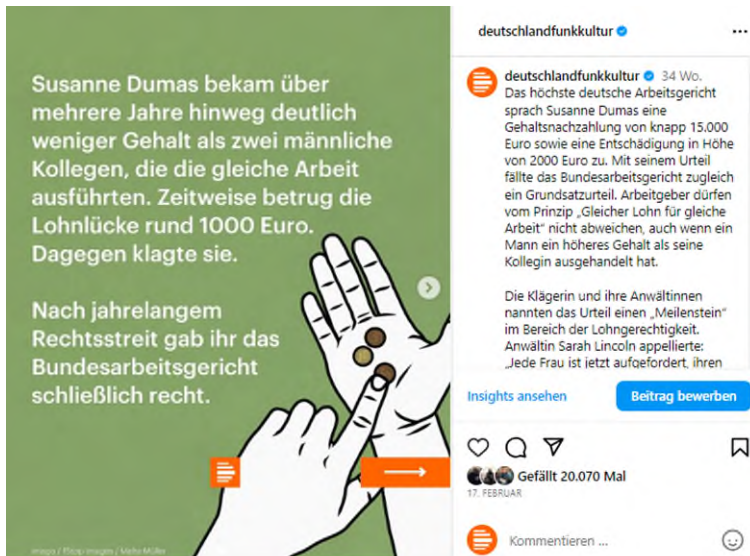 Susanne Dumas bekam über
mehrere Jahre hinweg deutlich
weniger Gehalt als zwei männliche
Kollegen, die die gleiche Arbeit
ausführten. Zeitweise betrug die
Lohnlücke rund 1000 Euro.
Dagegen klagte sie.
Nach jahrelangem
Rechtsstreit gab ihr das
Bundesarbeitsgericht
schließlich recht.
deutschlandfunkkultur
deutschlandfunkkultur 34 Wo.
Das höchste deutsche Arbeitsgericht
sprach Susanne Dumas eine
Gehaltsnachzahlung von knapp 15.000
Euro sowie eine Entschädigung in Höhe
von 2000 Euro zu. Mit seinem Urteil
fällte das Bundesarbeitsgericht zugleich
ein Grundsatzurteil. Arbeitgeber dürfen
vom Prinzip „Gleicher Lohn für gleiche
Arbeit“ nicht abweichen, auch wenn ein
Mann ein höheres Gehalt als seine
Kollegin ausgehandelt hat.
Die Klägerin und ihre Anwältinnen
nannten das Urteil einen „Meilenstein“
im Bereich der Lohngerechtigkeit.
Anwältin Sarah Lincoln appellierte:
„Jede Frau ist jetzt aufgefordert, ihren
Insights ansehen
Beitrag bewerben
Gefällt 20.070 Mal
17. FEBRUAR
Kommentieren ...